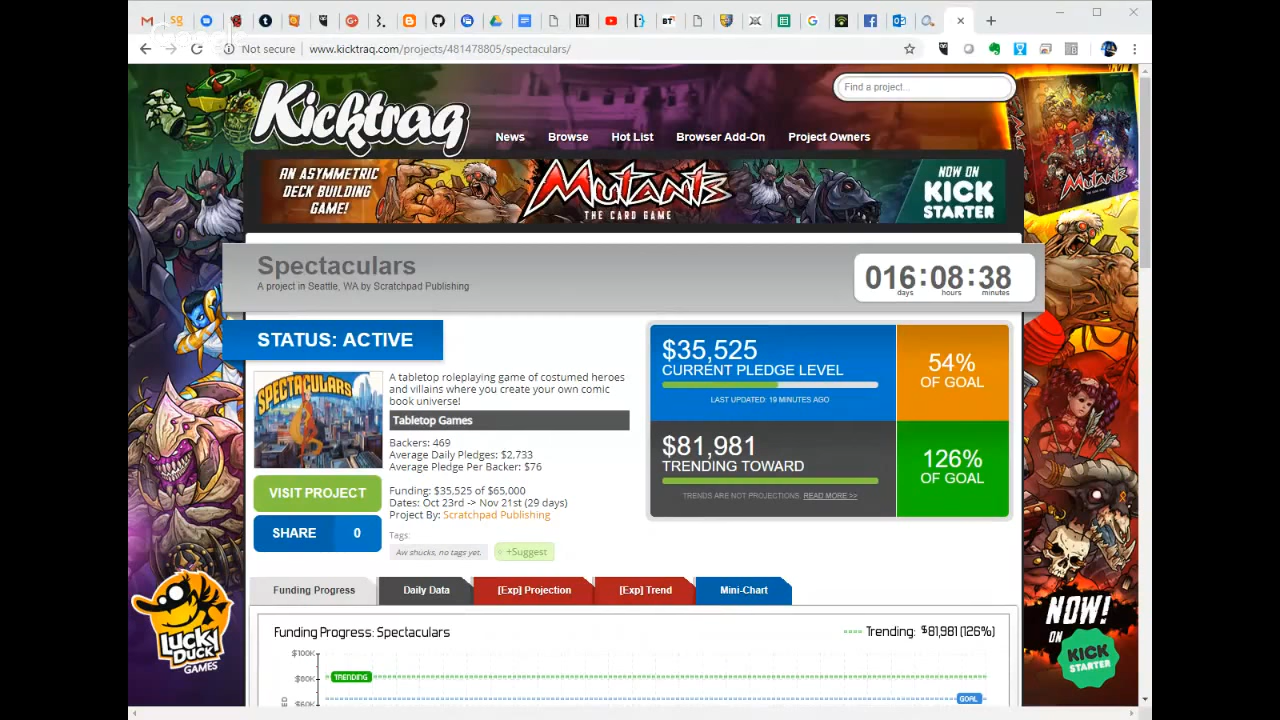 Google
Not secure
www.kicktraq.com/projects/481478805/spectaculars/
Kicktraq
News
Browse
Hot List
Browser Add-On
Project Owners
Find a project...
AN ASYMMETRIC
DECK BUILDING
GAME!
MUTANTS
THE CARD GAME
NOW ON
KICK
STARTER
MUTANTS
Spectaculars
A project in Seattle, WA by Scratchpad Publishing
016:08:38
days hours minutes
STATUS: ACTIVE
SPECTACULARS
A tabletop roleplaying game of costumed heroes
and villains where you create your own comic
book universe!
Tabletop Games
Backers: 469
Average Daily Pledges: $2,733
Average Pledge Per Backer: $76
Funding: $35,525 of $65,000
Dates: Oct 23rd -> Nov 21st (29 days)
Project By: Scratchpad Publishing
Tags:
Aw shucks, no tags yet. +Suggest
VISIT PROJECT
SHARE 0
$35,525
CURRENT PLEDGE LEVEL
LAST UPDATED: 19 MINUTES AGO
54%
OF GOAL
$81,981
TRENDING TOWARD
TRENDS ARE NOT PROJECTIONS. READ MORE >>
126%
OF GOAL
Funding Progress
Daily Data
[Exp] Projection
[Exp] Trend
Mini-Chart
Funding Progress: Spectaculars
Trending: $81,981 (126%)
$100K
$80K
TRENDING
$60K
GOAL
LUCKY
DUCK
GAMES
NOW!
ON
KICK
STARTER